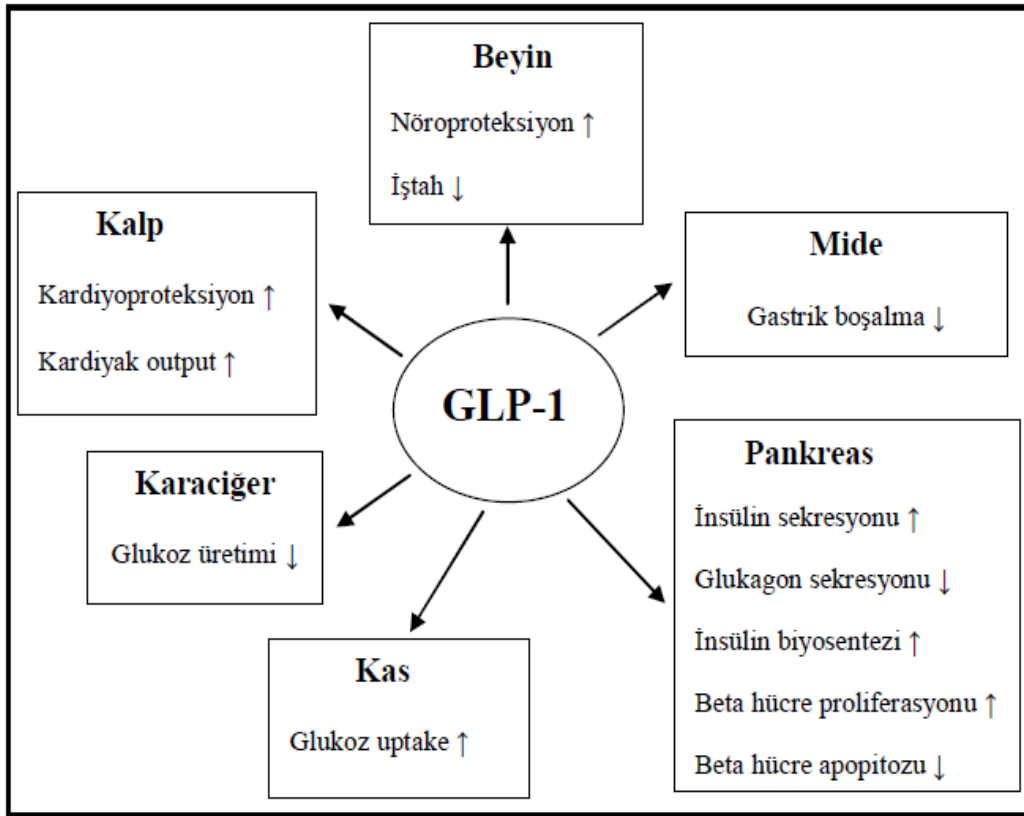 Beyin
Nöroproteksiyon ↑
İştah ↓
Kalp
Kardiyoproteksiyon ↑
Kardiyak output ↑
Mide
Gastrik boşalma ↓
GLP-1
Karaciğer
Glukoz üretimi ↓
Pankreas
İnsülin sekresyonu ↑
Glukagon sekresyonu ↓
İnsülin biyosentezi ↑
Beta hücre proliferasyonu ↑
Beta hücre apopitozu ↓
Kas
Glukoz uptake ↑